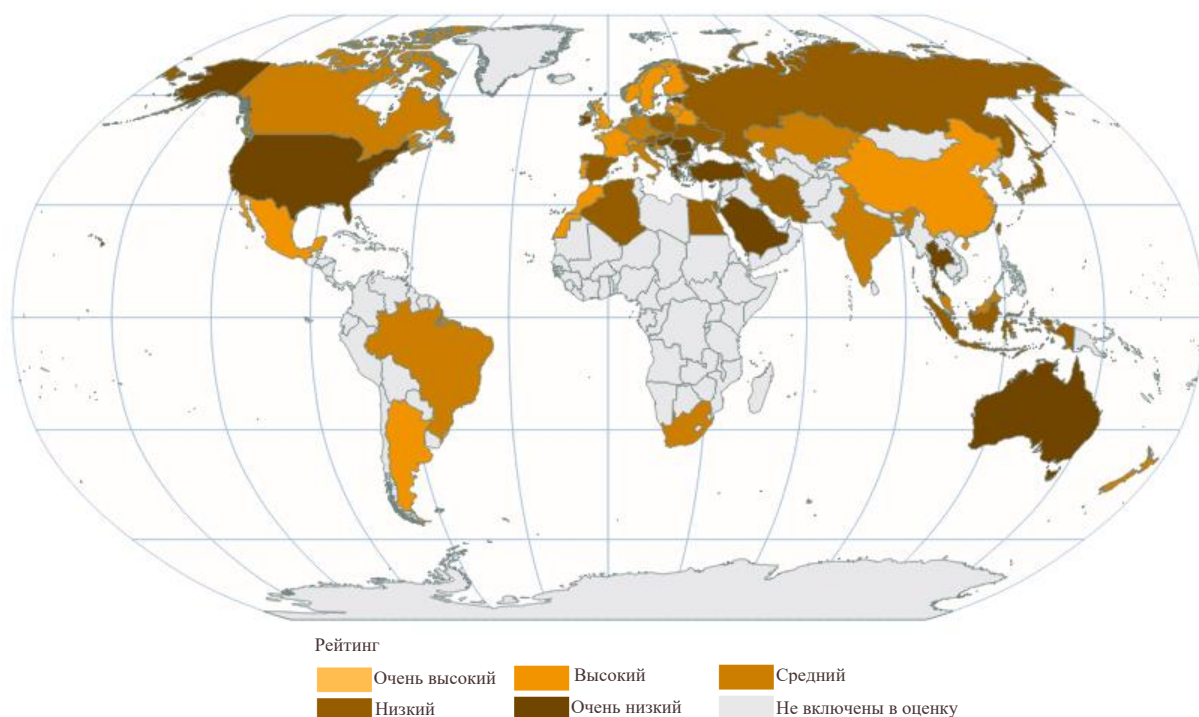 Рейтинг
Очень высокий Высокий Средний
Низкий Очень низкий Не включены в оценку